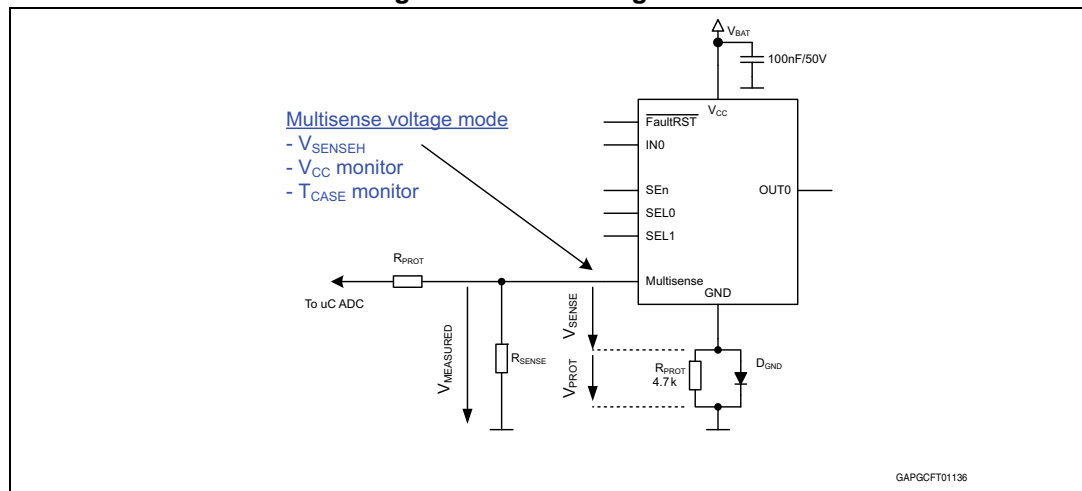 V_BAT
100nF/50V
V_CC
Multisense voltage mode
- V_SENSEH
- V_CC monitor
- T_CASE monitor
FaultRST
IN0
SEn
SEL0
SEL1
OUT0
R_PROT
Multisense
GND
To uC ADC
V_MEASURED
R_SENSE
V_SENSE
V_PROT
R_PROT
4.7k
D_GND
GAPGCFT01136